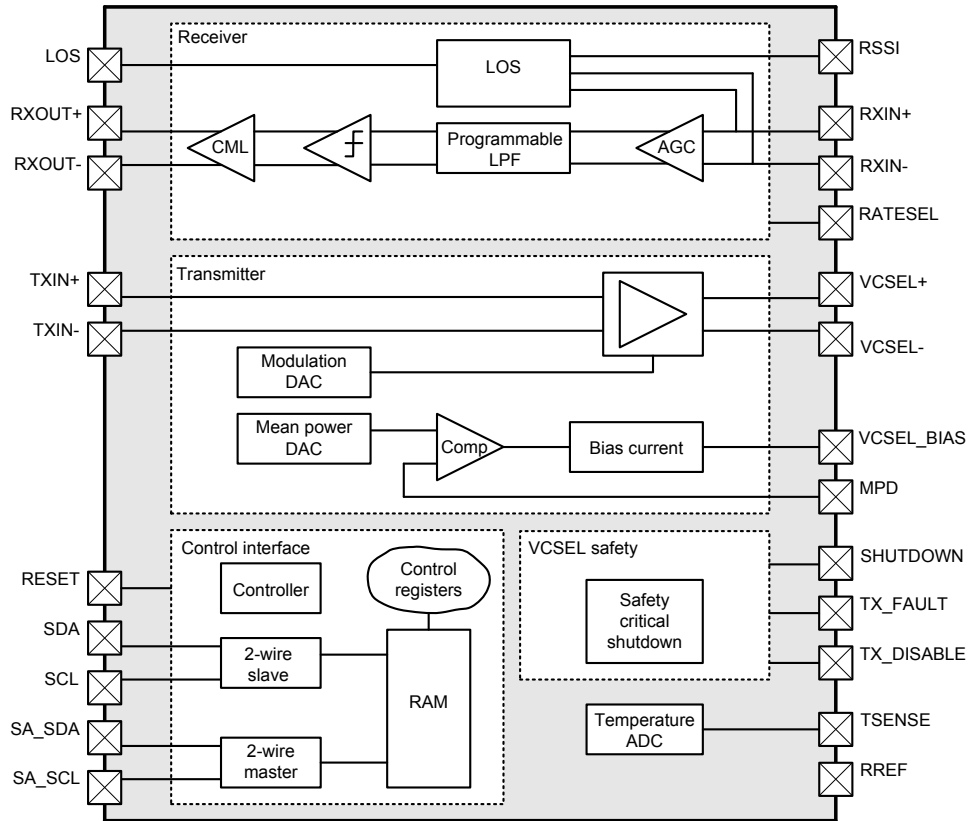 Receiver
LOS
LOS
RSSI
RXOUT+
RXIN+
CML
Programmable
LPF
AGC
RXOUT-
RXIN-
RATESEL
Transmitter
TXIN+
VCSEL+
TXIN-
VCSEL-
Modulation
DAC
Mean power
DAC
Comp
Bias current
VCSEL_BIAS
MPD
Control interface
VCSEL safety
RESET
Controller
Control
registers
SHUTDOWN
Safety
critical
shutdown
TX_FAULT
SDA
2-wire
slave
TX_DISABLE
SCL
RAM
SA_SDA
2-wire
master
Temperature
ADC
TSENSE
SA_SCL
RREF